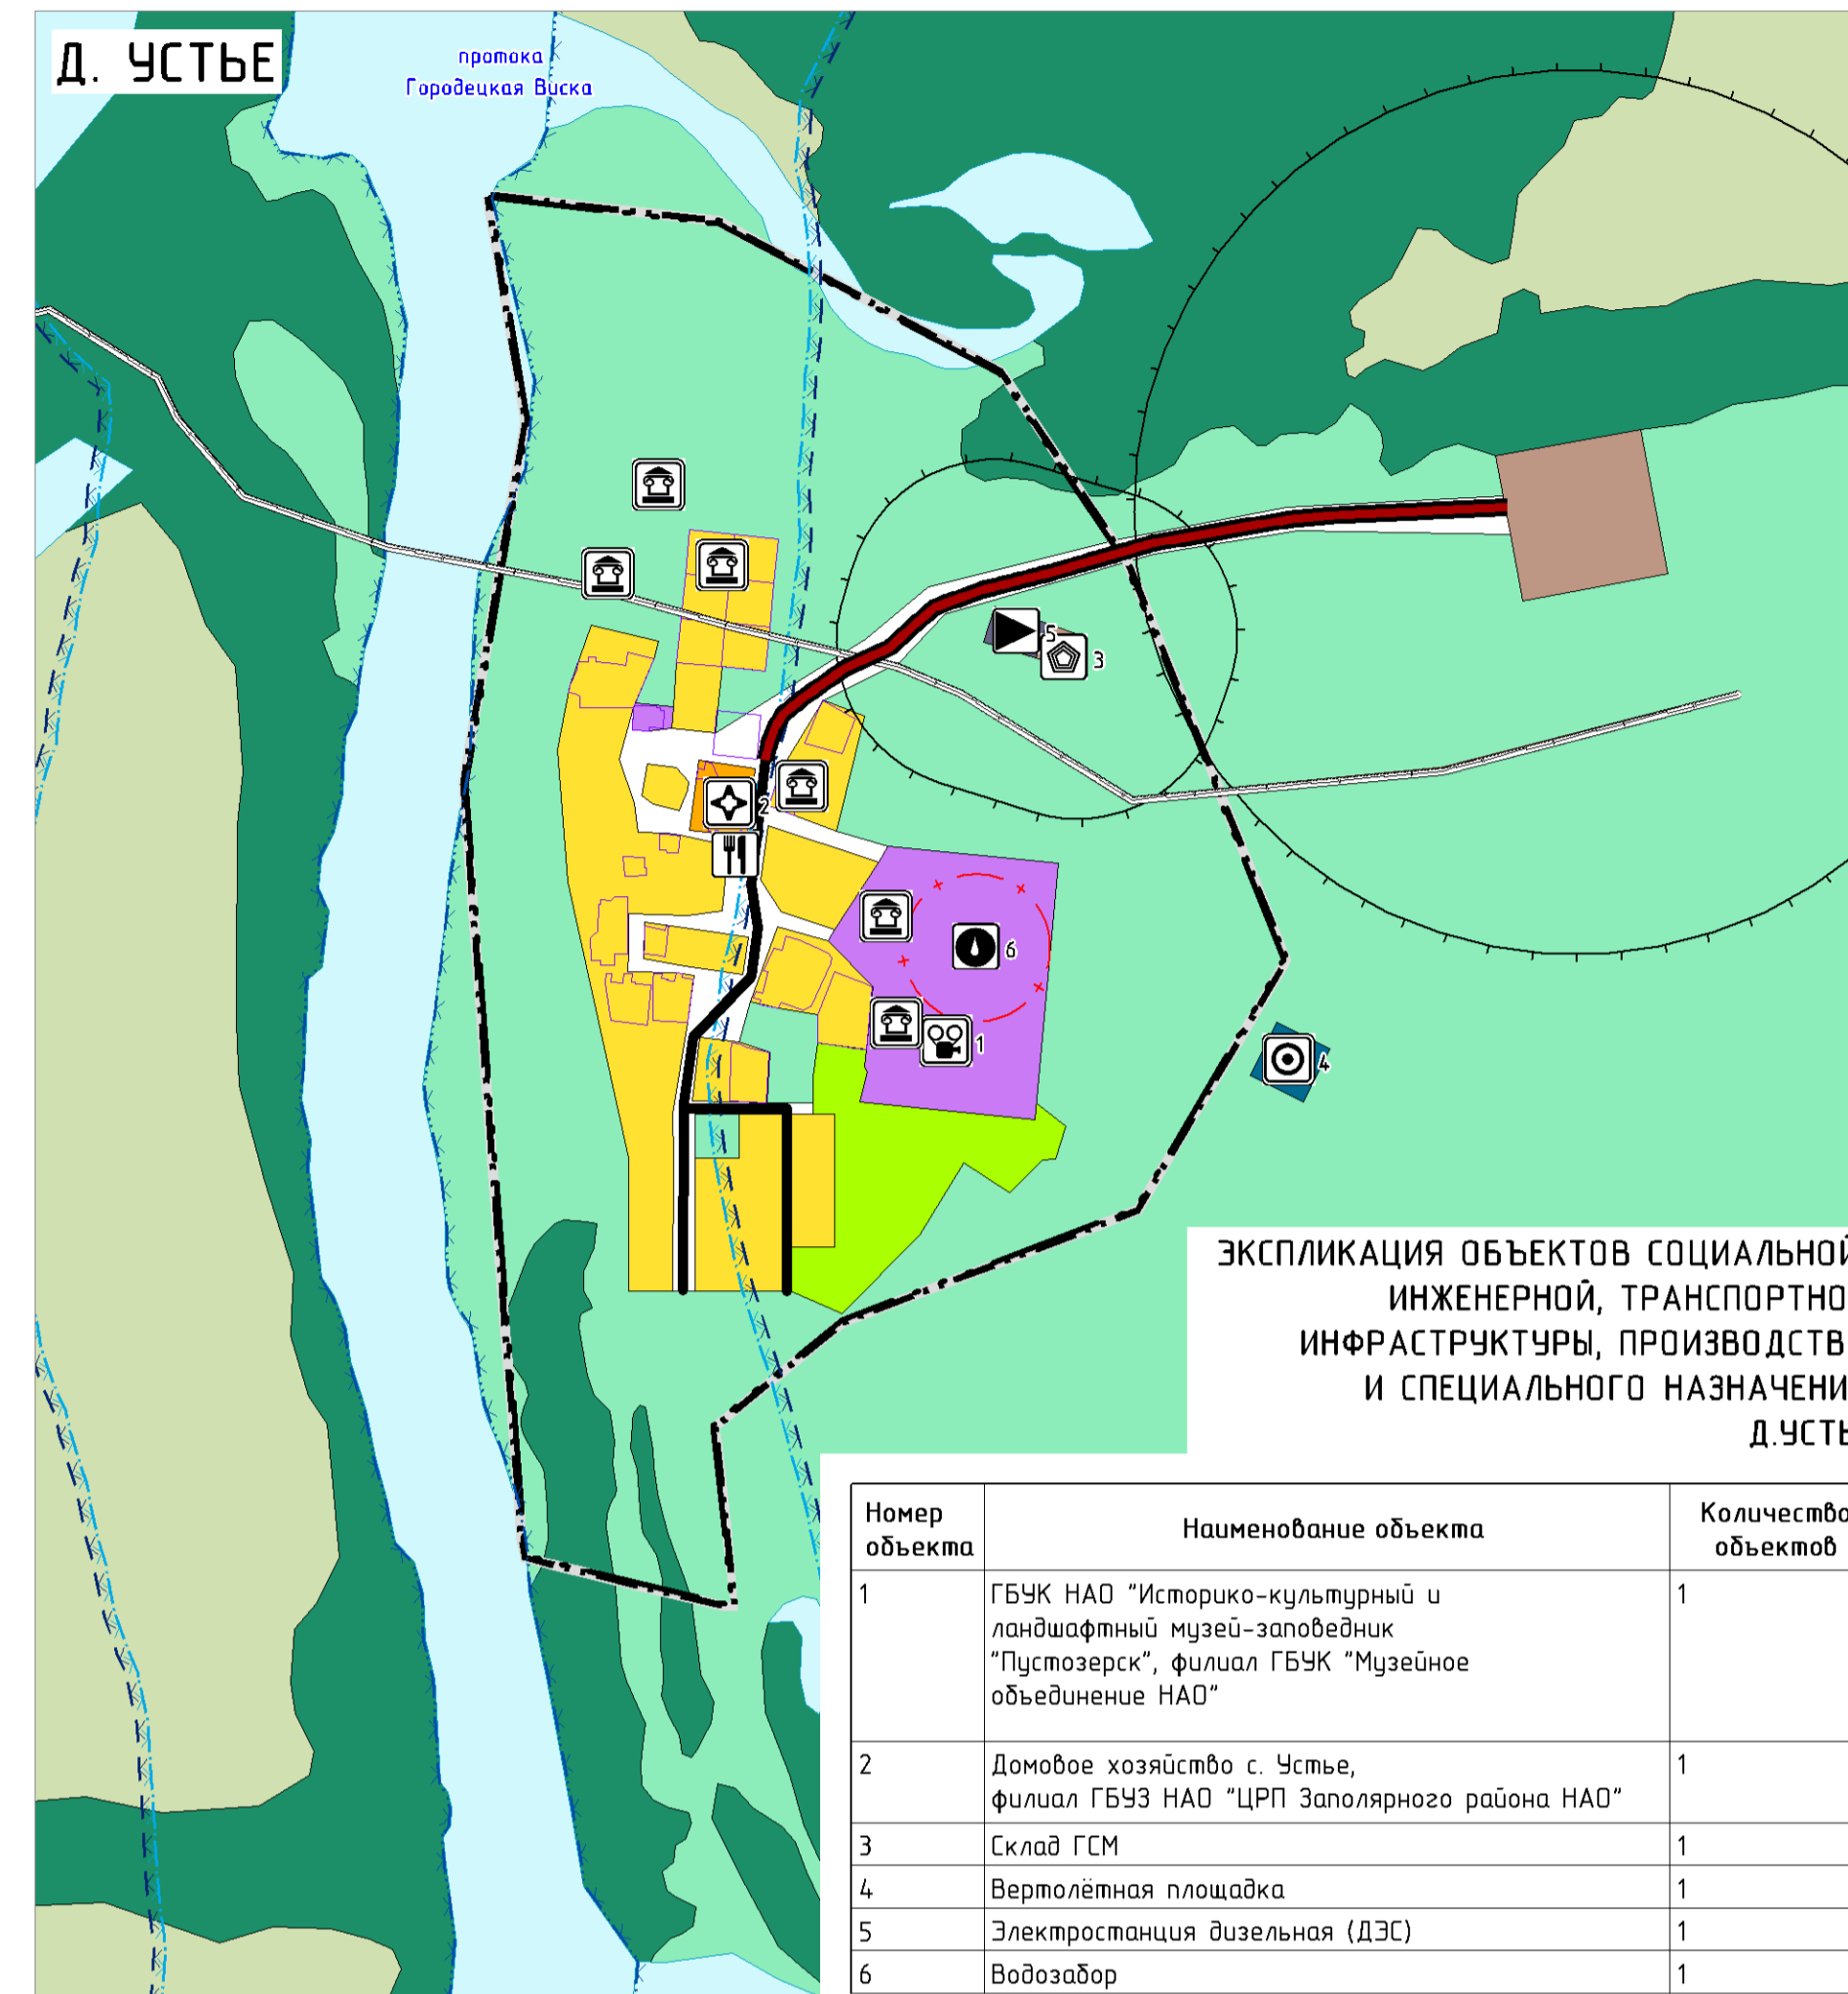 Д. УСТЬЕ
протока
Городецкая Виска
5
3
2
6
1
4
ЭКСПЛИКАЦИЯ ОБЪЕКТОВ СОЦИАЛЬНОЙ
ИНЖЕНЕРНОЙ, ТРАНСПОРТНО
ИНФРАСТРУКТУРЫ, ПРОИЗВОДСТВ
И СПЕЦИАЛЬНОГО НАЗНАЧЕНИ
Д.УСТЬ
Номер объекта
Наименование объекта
Количество объектов
1
ГБУК НАО "Историко-культурный и
ландшафтный музей-заповедник
"Пустозерск", филиал ГБУК "Музейное
объединение НАО"
1
2
Домовое хозяйство с. Устье,
филиал ГБУЗ НАО "ЦРП Заполярного района НАО"
1
3
Склад ГСМ
1
4
Вертолётная площадка
1
5
Электростанция дизельная (ДЭС)
1
6
Водозабор
1